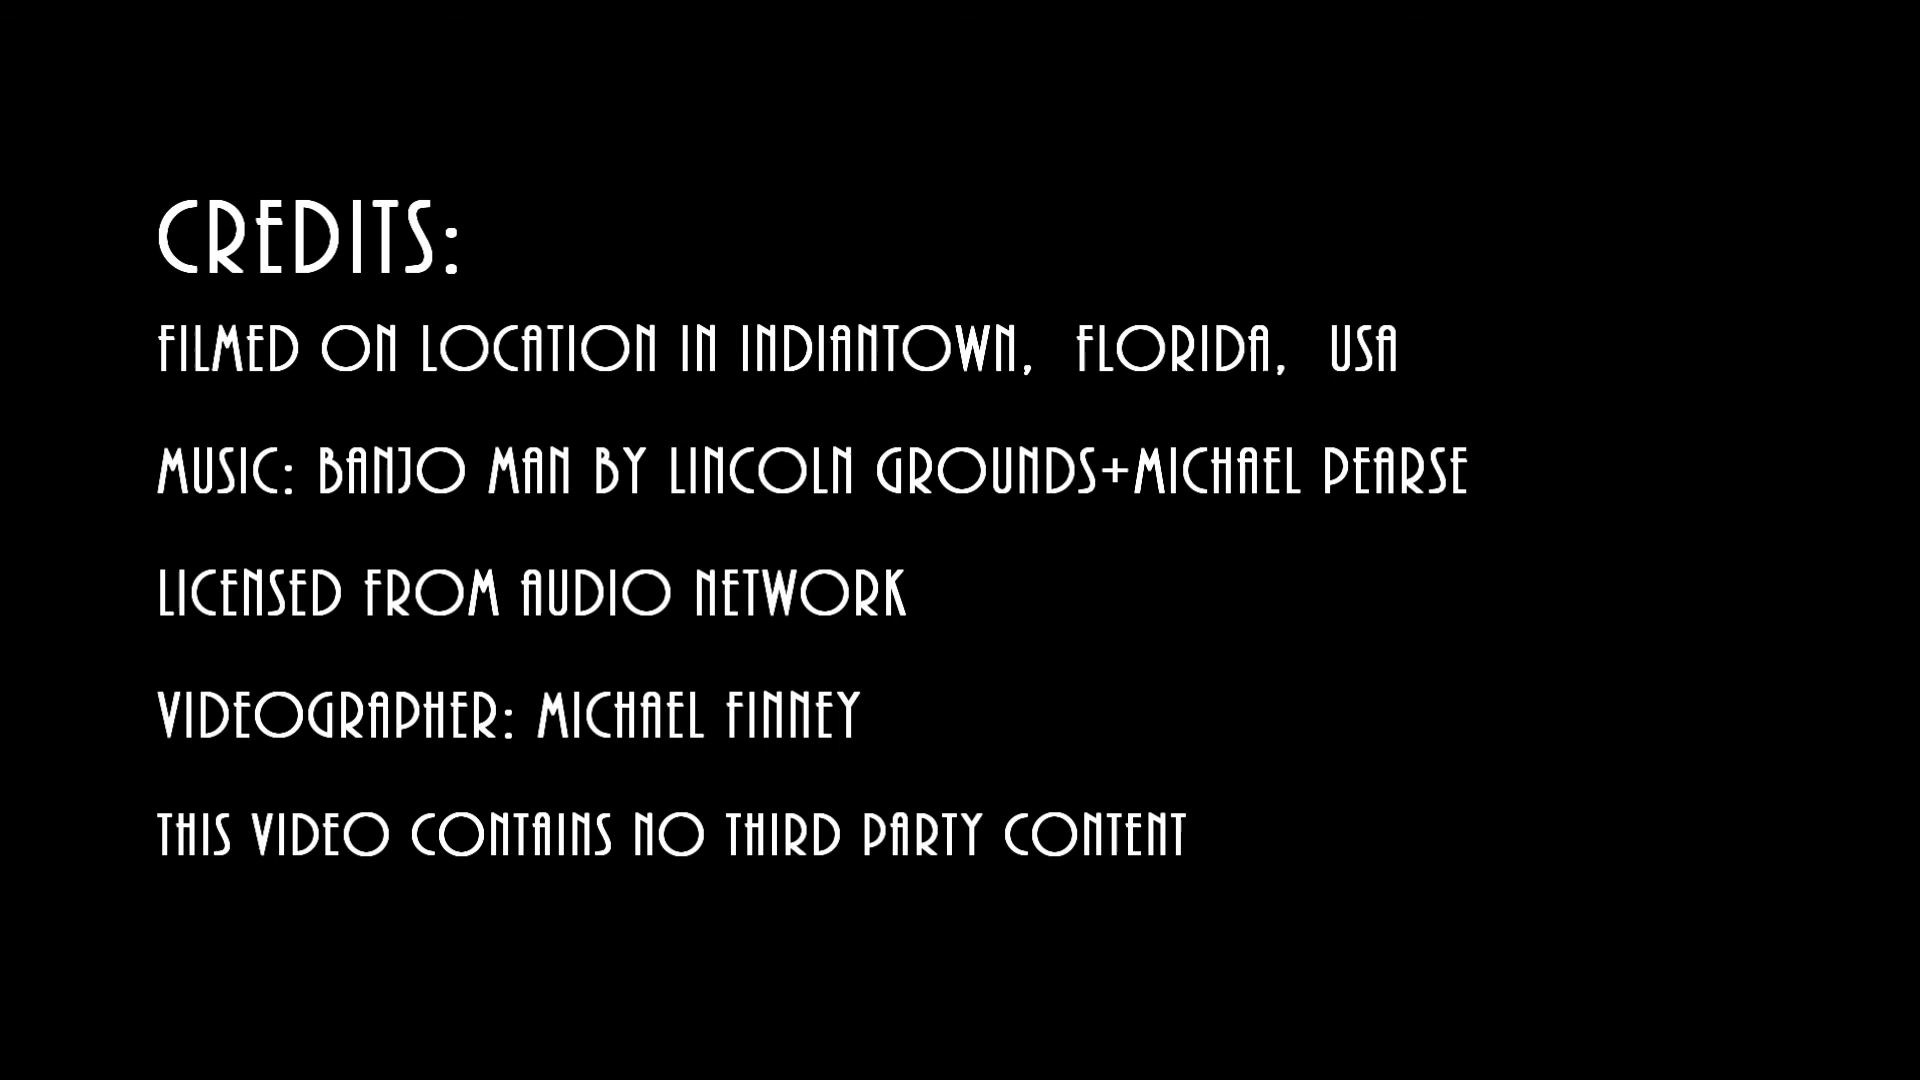 CREDITS:
FILMED ON LOCATION IN INDIANTOWN, FLORIDA, USA
MUSIC: BANJO MAN BY LINCOLN GROUNDS+MICHAEL PEARSE
LICENSED FROM AUDIO NETWORK
VIDEOGRAPHER: MICHAEL FINNEY
THIS VIDEO CONTAINS NO THIRD PARTY CONTENT